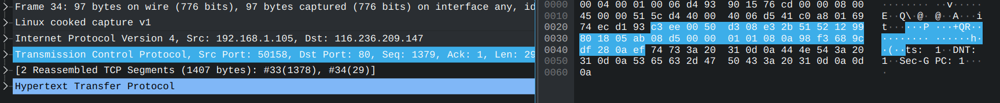 Frame 34: 97 bytes on wire (776 bits), 97 bytes captured (776 bits) on interface any, id
Linux cooked capture v1
Internet Protocol Version 4, Src: 192.168.1.105, Dst: 116.236.209.147
Transmission Control Protocol, Src Port: 50158, Dst Port: 80, Seq: 1379, Ack: 1, Len: 29
[2 Reassembled TCP Segments (1407 bytes): #33(1378), #34(29)]
Hypertext Transfer Protocol
0000 00 04 00 01 00 06 d4 93 90 15 76 cd 00 00 08 00 ········ ··v·····
0010 45 00 00 51 5c d4 40 00 40 06 d5 41 c0 a8 01 69 E··Q\·@· @··A···i
0020 74 ec d1 93 c3 ee 00 50 d3 08 e3 2b 51 52 12 99 t······P ···+QR··
0030 80 18 05 ab 08 d5 00 00 01 01 08 0a 98 f3 68 9c ········ ······h·
0040 df 28 0a ef 74 73 3a 20 31 0d 0a 44 4e 54 3a 20 ·(··ts: 1··DNT:
0050 31 0d 0a 53 65 63 2d 47 50 43 3a 20 31 0d 0a 0d 1··Sec-G PC: 1···
0060 0a ·